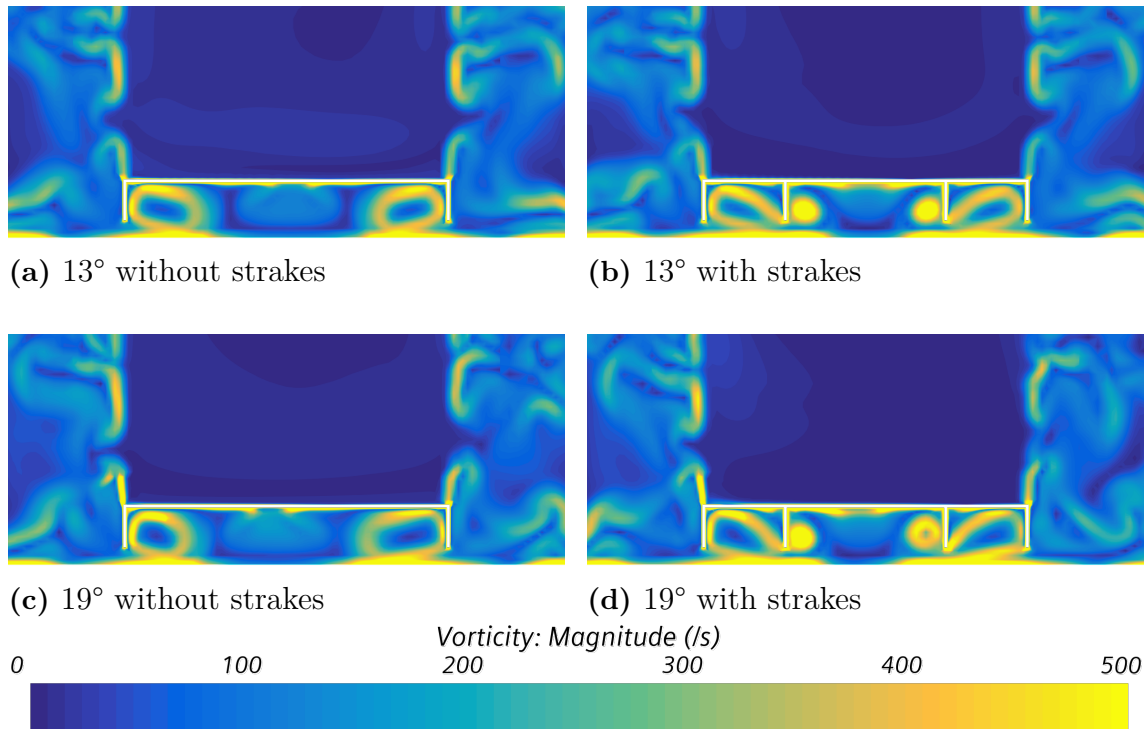 (a) 13° without strakes
(b) 13° with strakes
(c) 19° without strakes
(d) 19° with strakes
Vorticity: Magnitude (/s)
0 100 200 300 400 500